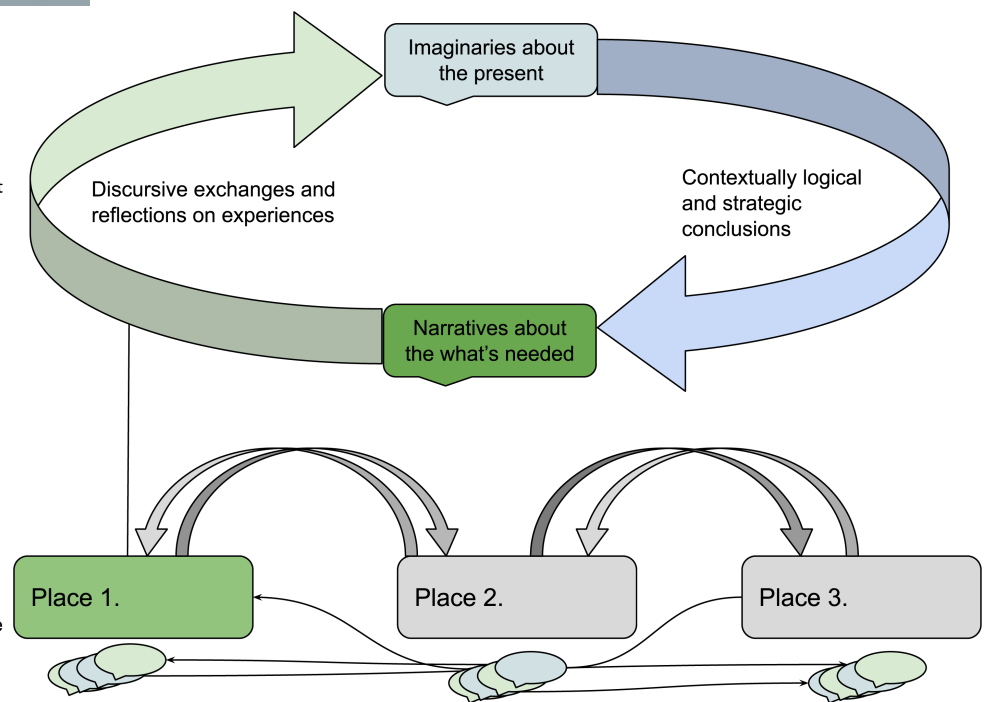 Imaginaries about
the present
Discursive exchanges and
reflections on experiences
Contextually logical
and strategic
conclusions
Narratives about
the what's needed
Place 1.
Place 2.
Place 3.